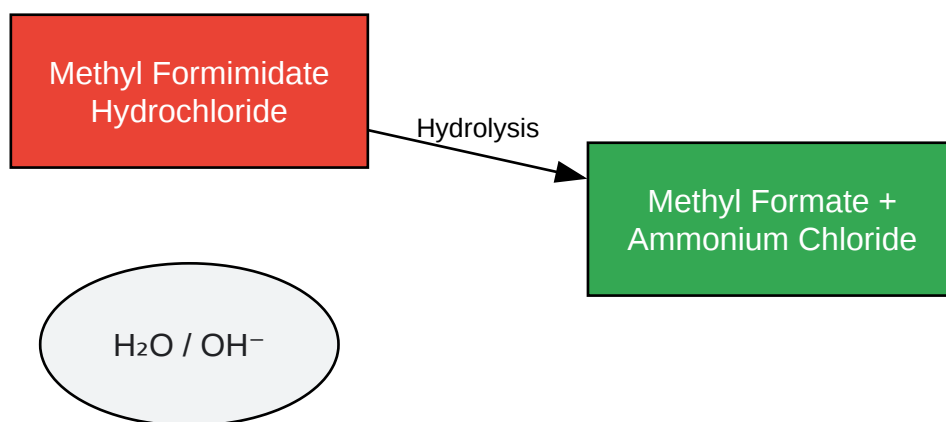 Methyl Formimidate
Hydrochloride
Hydrolysis
Methyl Formate +
Ammonium Chloride
H₂O / OH⁻